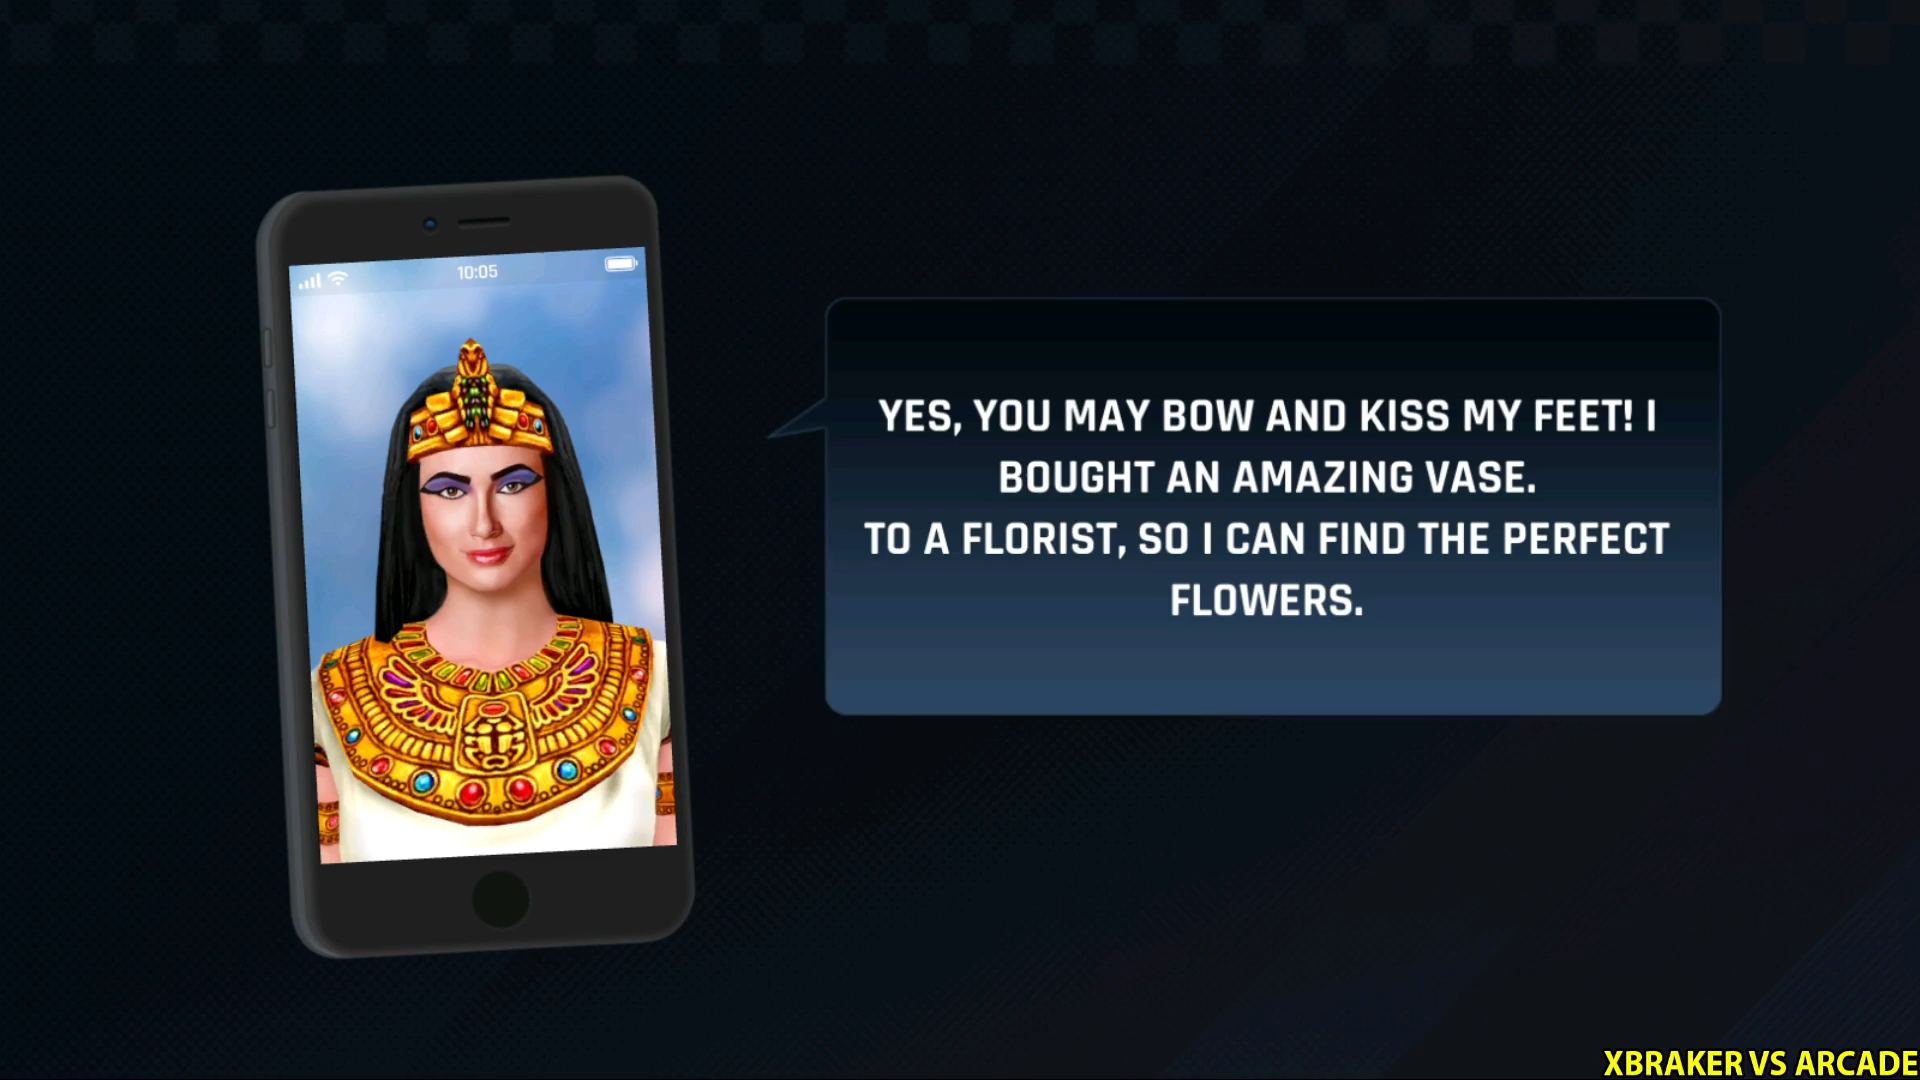 10:05
YES, YOU MAY BOW AND KISS MY FEET! I
BOUGHT AN AMAZING VASE.
TO A FLORIST, SO I CAN FIND THE PERFECT
FLOWERS.
XBRAKER VS ARCADE